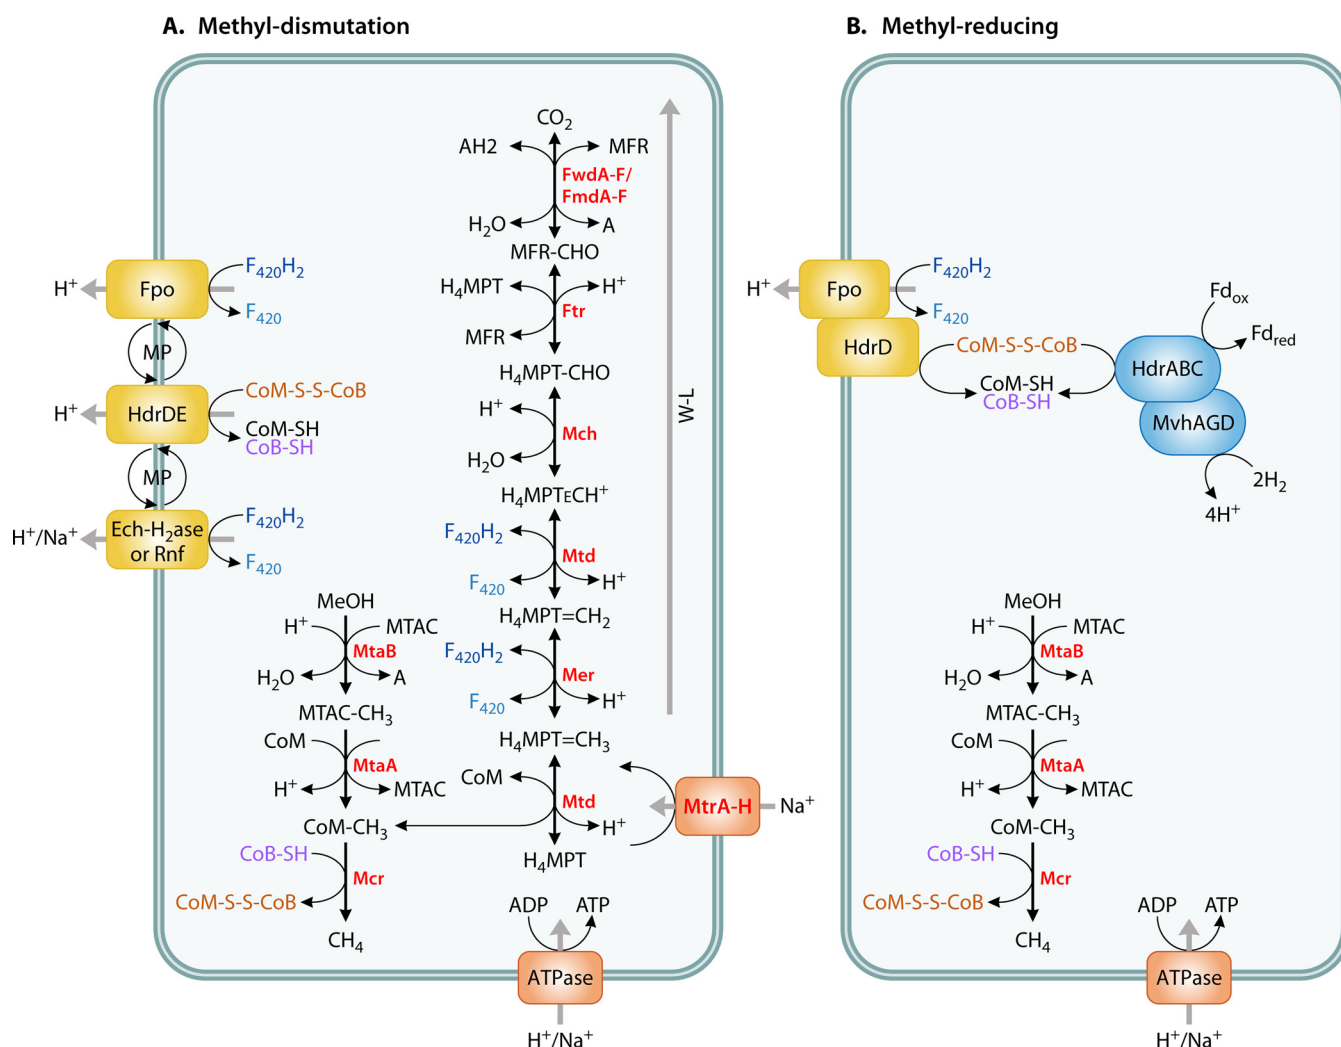 A. Methyl-dismutation
CO₂
AH2
MFR
FwdA-F/
FmdA-F
H₂O
A
MFR-CHO
H₄MPT
H⁺
Ftr
MFR
H₄MPT-CHO
H⁺
Mch
H₂O
H₄MPTECH⁺
F₄₂₀H₂
Mtd
F₄₂₀
H⁺
H₄MPT=CH₂
F₄₂₀H₂
Mer
F₄₂₀
H⁺
H₄MPT=CH₃
CoM
Mtd
H⁺
H₄MPT
W-L
MtrA-H
Na⁺
H⁺
Fpo
F₄₂₀H₂
F₄₂₀
MP
H⁺
HdrDE
CoM-S-S-CoB
CoM-SH
CoB-SH
MP
H⁺/Na⁺
Ech-H₂ase
or Rnf
F₄₂₀H₂
F₄₂₀
MeOH
H⁺
MTAC
MtaB
H₂O
A
MTAC-CH₃
CoM
MtaA
H⁺
MTAC
CoM-CH₃
CoB-SH
Mcr
CoM-S-S-CoB
CH₄
ADP
ATP
ATPase
H⁺/Na⁺
B. Methyl-reducing
H⁺
Fpo
F₄₂₀H₂
F₄₂₀
HdrD
CoM-S-S-CoB
CoM-SH
CoB-SH
Fd ox
Fd red
HdrABC
MvhAGD
2H₂
4H⁺
MeOH
H⁺
MTAC
MtaB
H₂O
A
MTAC-CH₃
CoM
MtaA
H⁺
MTAC
CoM-CH₃
CoB-SH
Mcr
CoM-S-S-CoB
CH₄
ADP
ATP
ATPase
H⁺/Na⁺